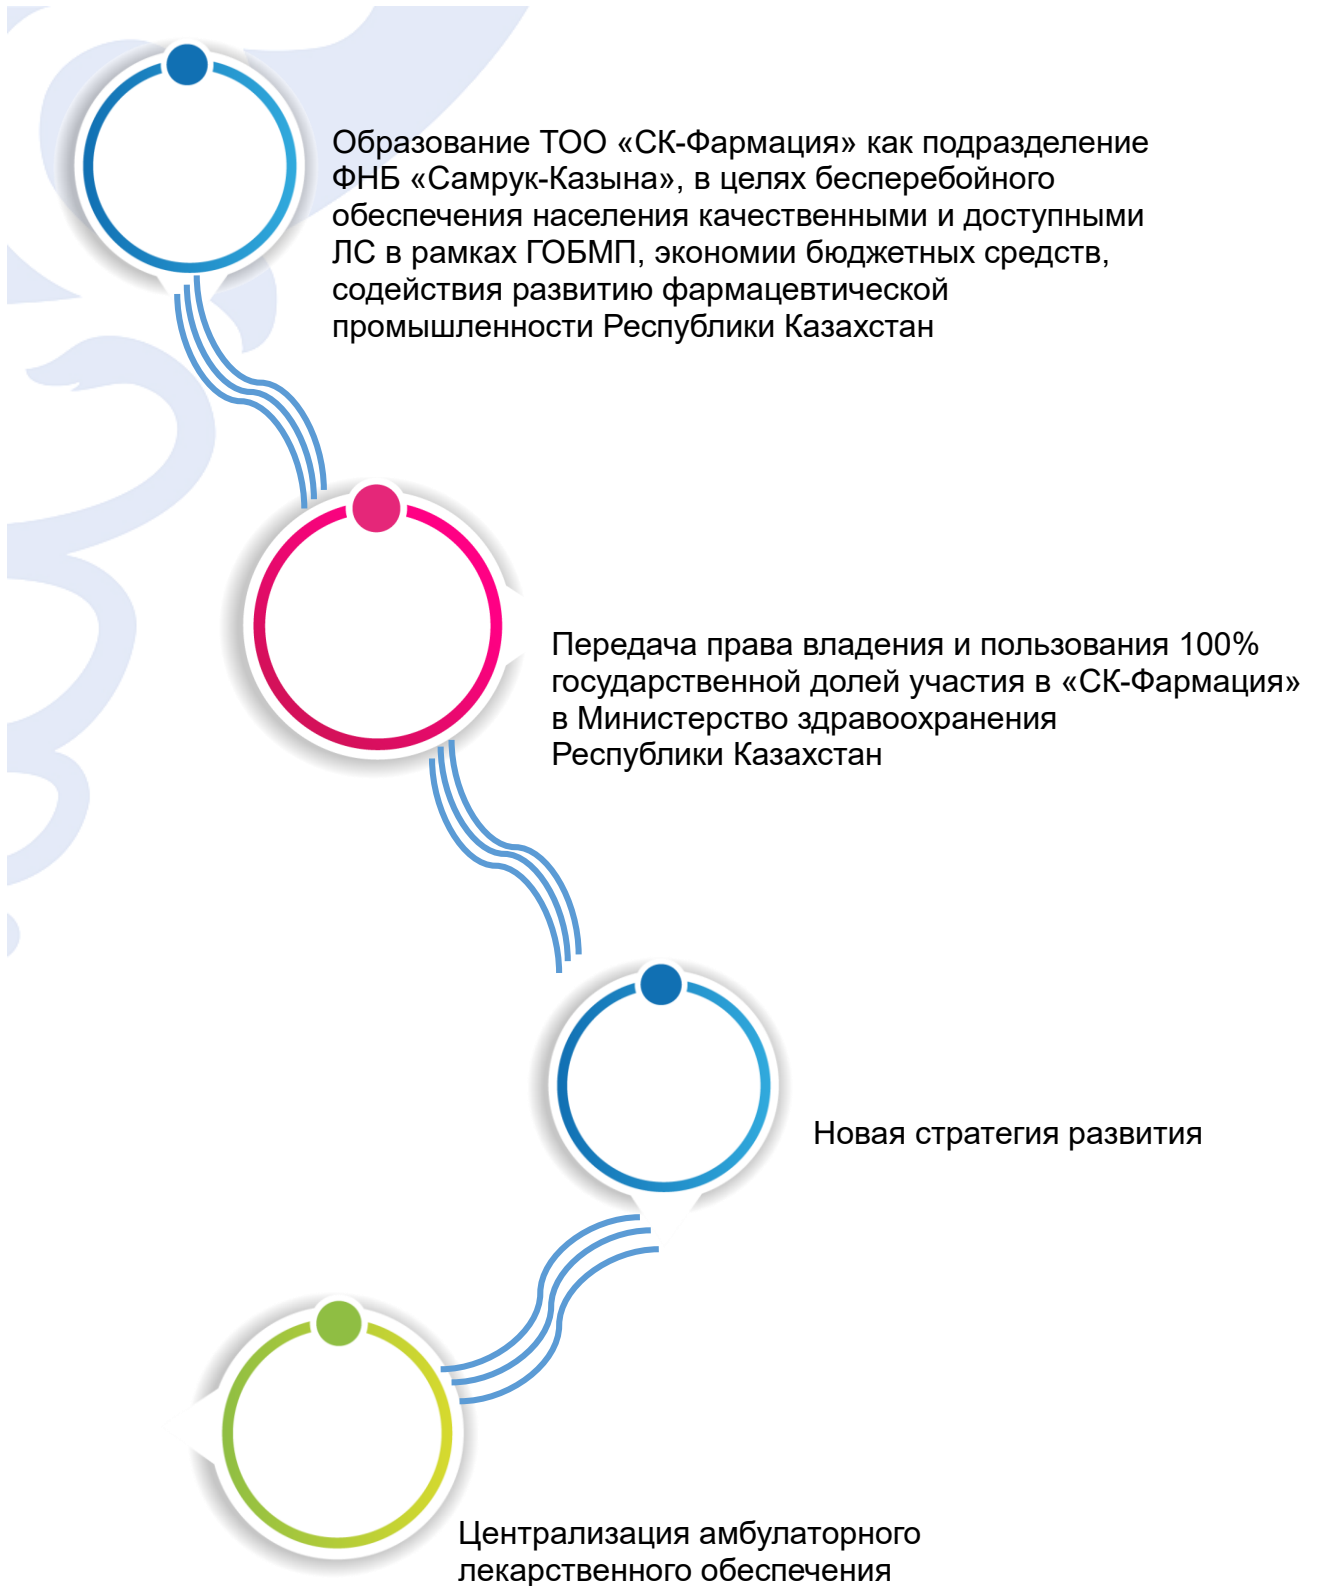 Образование ТОО «СК-Фармация» как подразделение
ФНБ «Самрук-Казына», в целях бесперебойного
обеспечения населения качественными и доступными
ЛС в рамках ГОБМП, экономии бюджетных средств,
содействия развитию фармацевтической
промышленности Республики Казахстан
Передача права владения и пользования 100%
государственной долей участия в «СК-Фармация»
в Министерство здравоохранения
Республики Казахстан
Новая стратегия развития
Централизация амбулаторного
лекарственного обеспечения